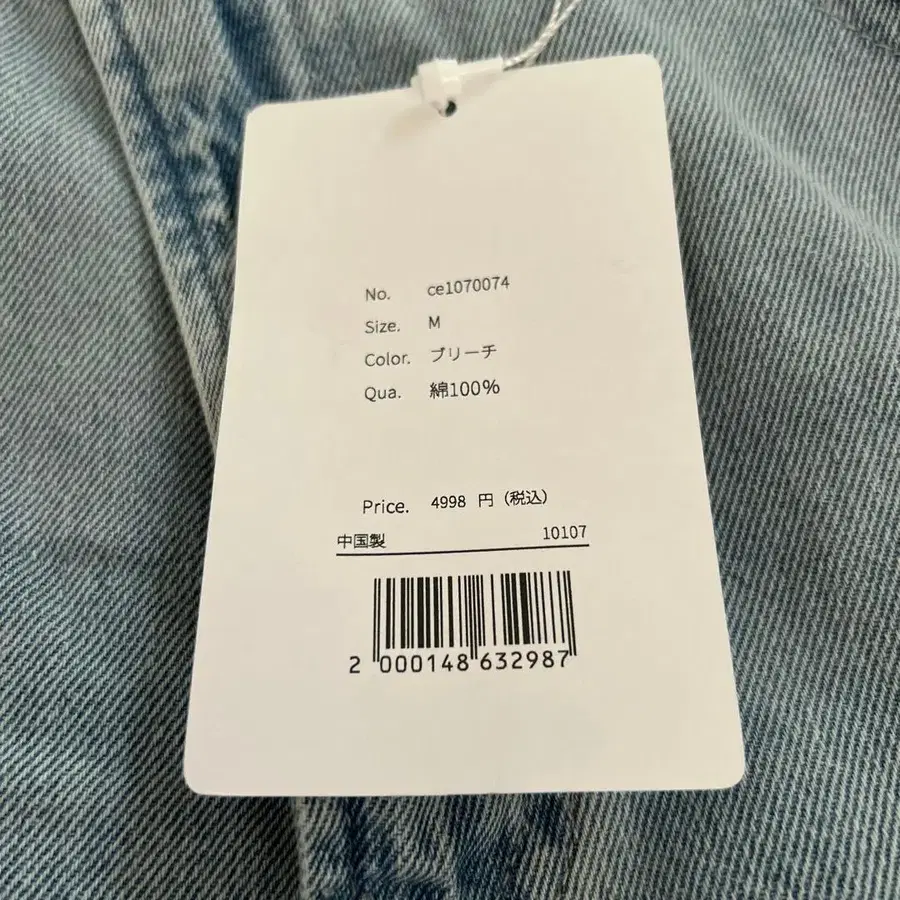 No. ce1070074
Size. M
Color. ブリーチ
Qua. 綿100%
Price. 4998 円 (税込)
中国製 10107
2 000148 632987